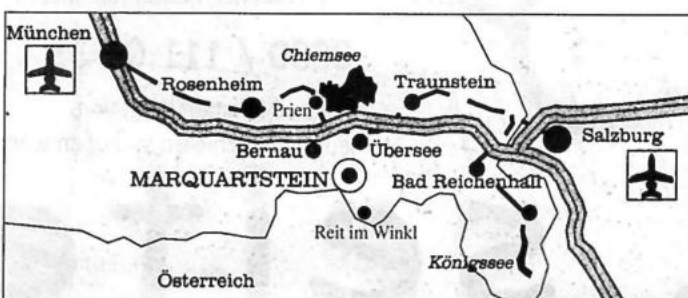 München
Chiemsee
Rosenheim
Traunstein
Prien
Bernau
Übersee
Salzburg
MARQUARTSTEIN
Bad Reichenhall
Reit im Winkl
Königssee
Österreich